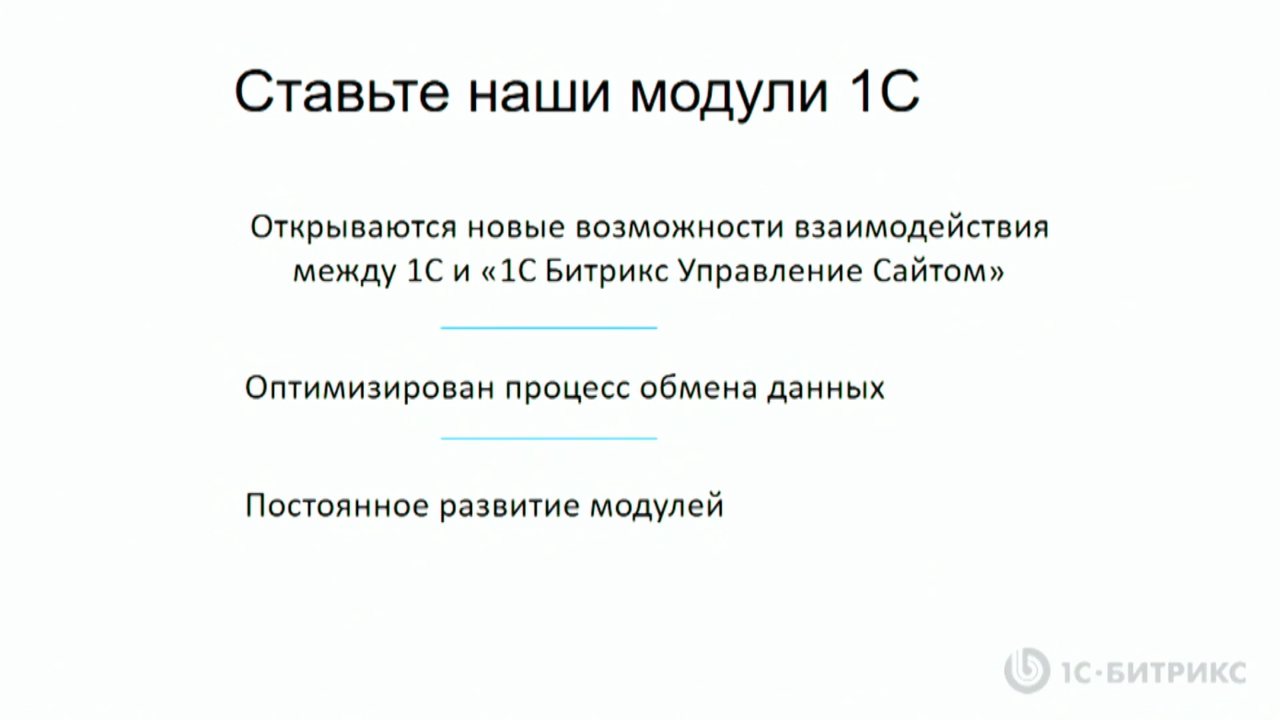 Ставьте наши модули 1С
Открываются новые возможности взаимодействия
между 1С и «1С Битрикс Управление Сайтом»
Оптимизирован процесс обмена данных
Постоянное развитие модулей
1С·БИТРИКС